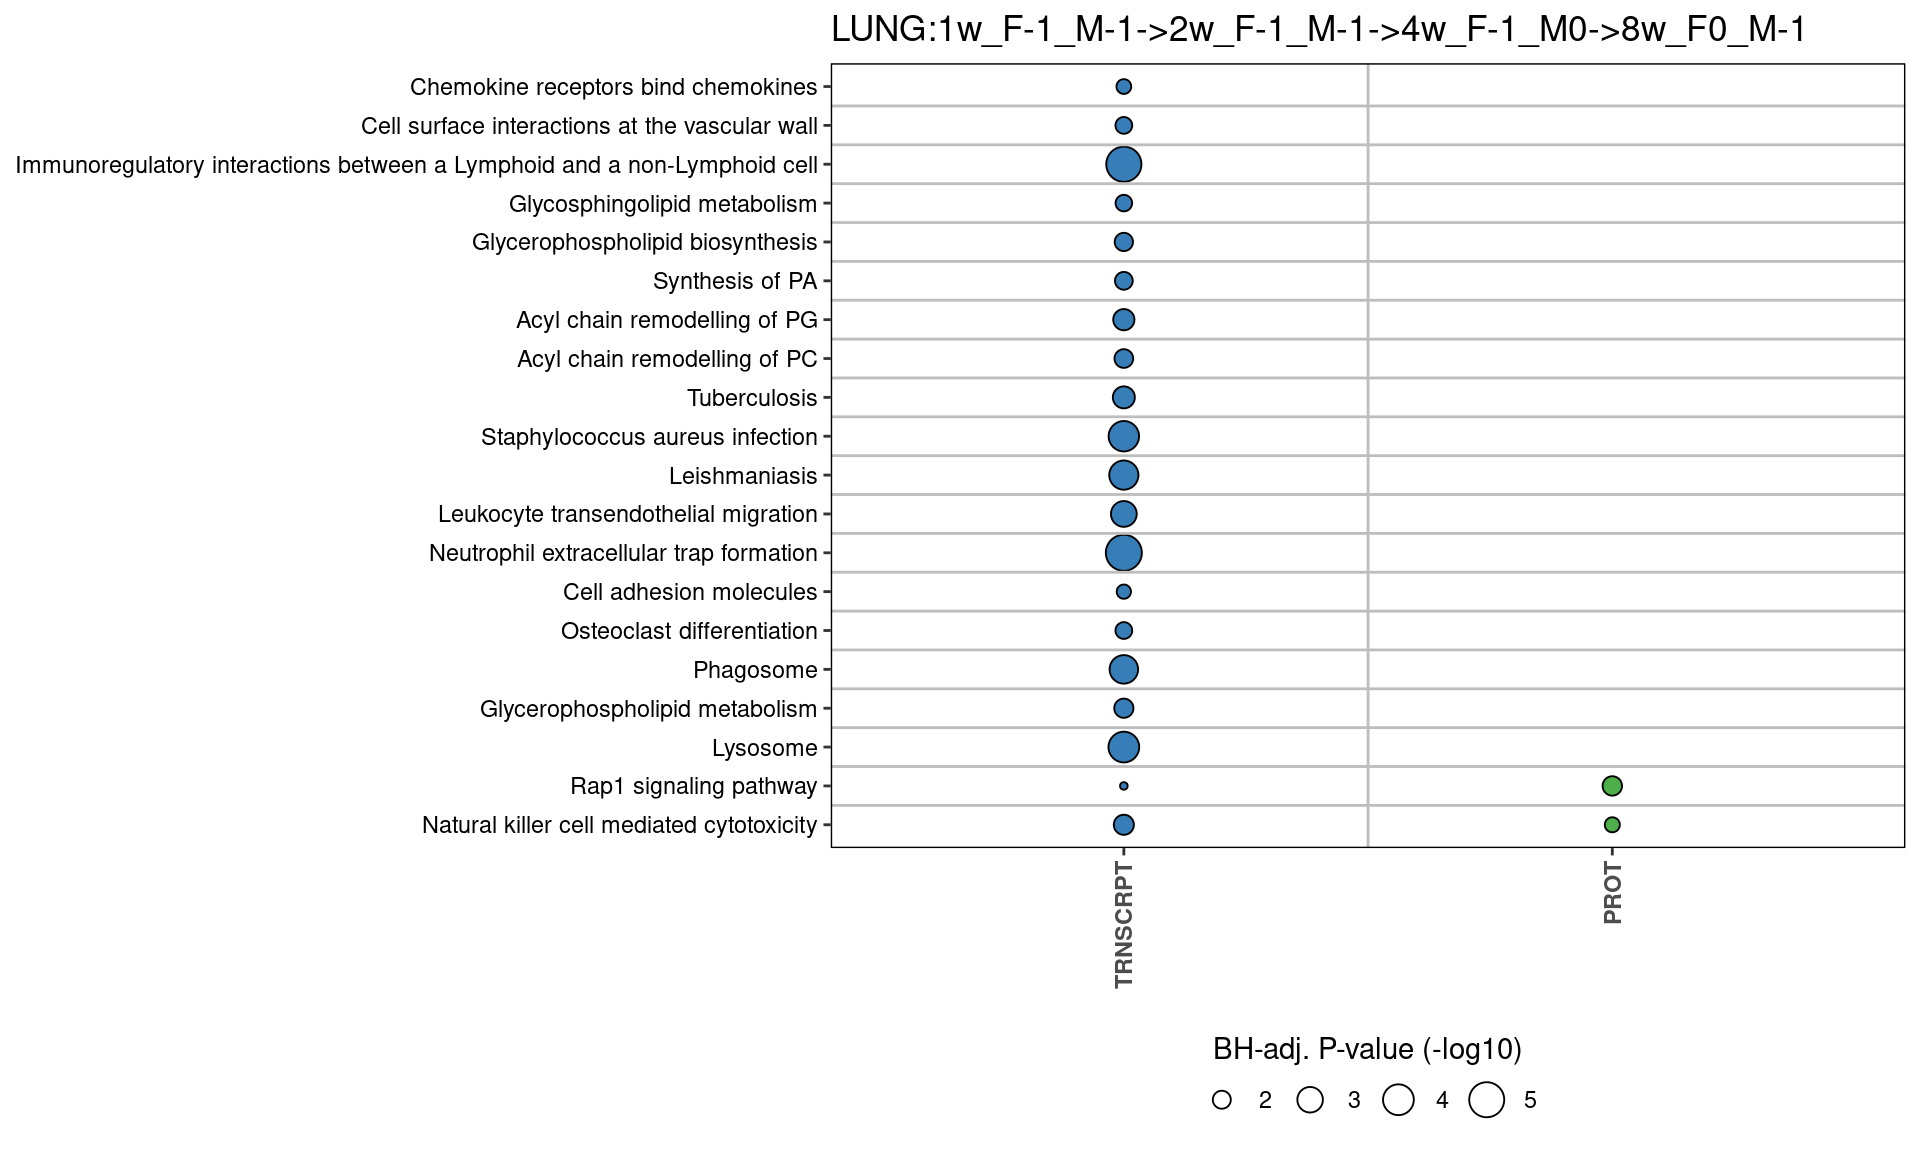 LUNG:1w_F-1_M-1->2w_F-1_M-1->4w_F-1_M0->8w_F0_M-1
Chemokine receptors bind chemokines
Cell surface interactions at the vascular wall
Immunoregulatory interactions between a Lymphoid and a non-Lymphoid cell
Glycosphingolipid metabolism
Glycerophospholipid biosynthesis
Synthesis of PA
Acyl chain remodelling of PG
Acyl chain remodelling of PC
Tuberculosis
Staphylococcus aureus infection
Leishmaniasis
Leukocyte transendothelial migration
Neutrophil extracellular trap formation
Cell adhesion molecules
Osteoclast differentiation
Phagosome
Glycerophospholipid metabolism
Lysosome
Rap1 signaling pathway
Natural killer cell mediated cytotoxicity
TRNSCRPT
PROT
BH-adj. P-value (-log10)
2 3 4 5